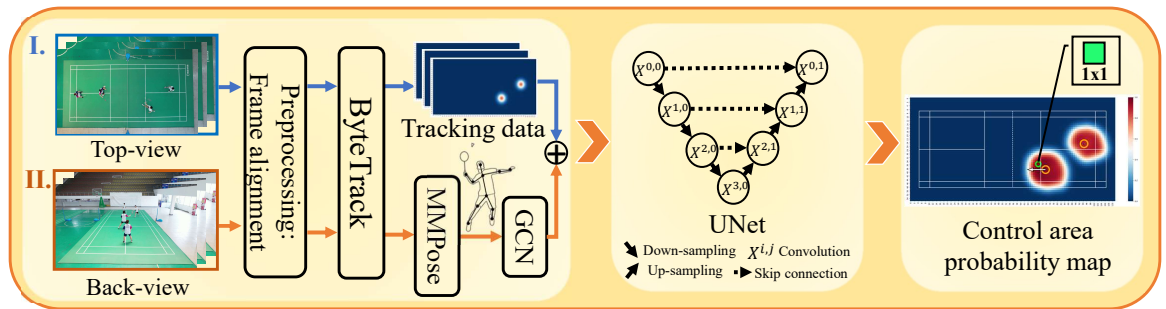 I.
Top-view
II.
Back-view
Preprocessing:
Frame alignment
ByteTrack
Tracking data
MMPose
GCN
X^{0,0}
X^{0,1}
X^{1,0}
X^{1,1}
X^{2,0}
X^{2,1}
X^{3,0}
UNet
Down-sampling X^{i,j} Convolution
Up-sampling Skip connection
1x1
Control area
probability map